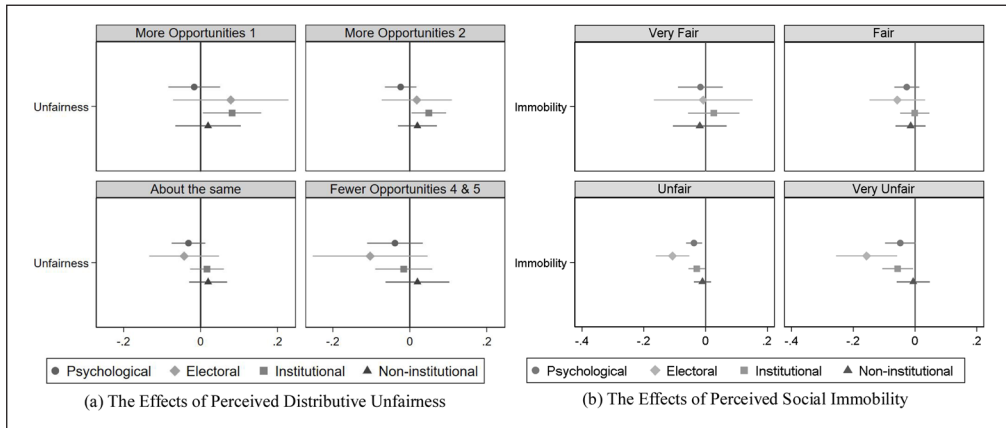 More Opportunities 1
More Opportunities 2
Unfairness
About the same
Fewer Opportunities 4 & 5
Unfairness
-.2 0 .2 -.2 0 .2
Psychological Electoral Institutional Non-institutional
(a) The Effects of Perceived Distributive Unfairness
Very Fair
Fair
Immobility
Unfair
Very Unfair
Immobility
-.4 -.2 0 .2 -.4 -.2 0 .2
Psychological Electoral Institutional Non-institutional
(b) The Effects of Perceived Social Immobility